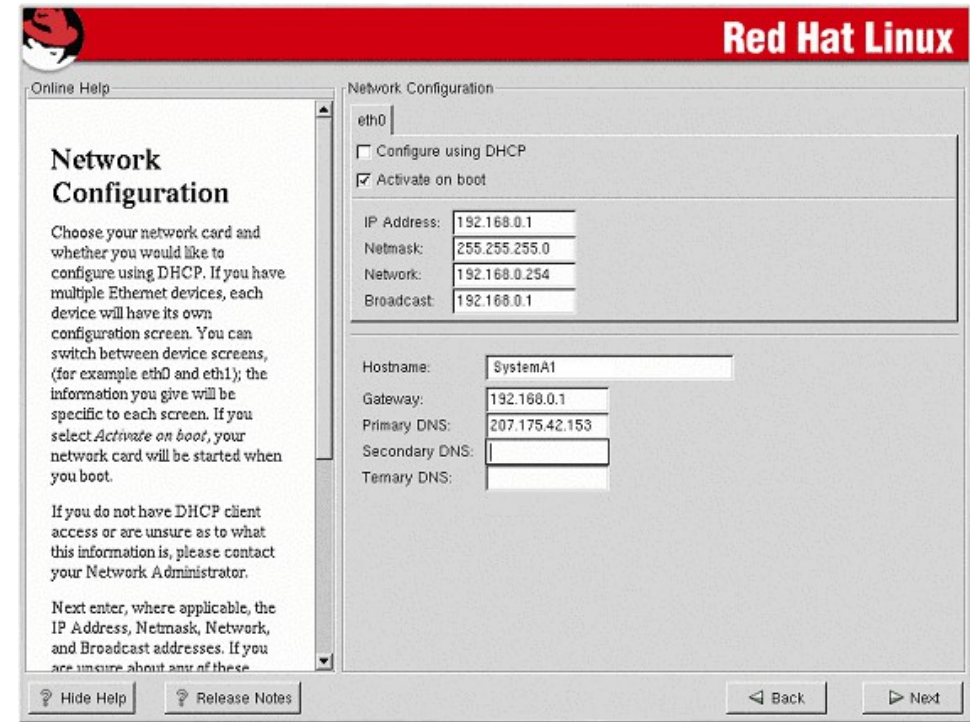 Red Hat Linux
Online Help
Network
Configuration
Choose your network card and
whether you would like to
configure using DHCP. If you have
multiple Ethernet devices, each
device will have its own
configuration screen. You can
switch between device screens,
(for example eth0 and eth1); the
information you give will be
specific to each screen. If you
select Activate on boot, your
network card will be started when
you boot.
If you do not have DHCP client
access or are unsure as to what
this information is, please contact
your Network Administrator.
Next enter, where applicable, the
IP Address, Netmask, Network,
and Broadcast addresses. If you
are unsure about any of these
Network Configuration
eth0
Configure using DHCP
Activate on boot
IP Address: 192.168.0.1
Netmask: 255.255.255.0
Network: 192.168.0.254
Broadcast: 192.168.0.1
Hostname: SystemA1
Gateway: 192.168.0.1
Primary DNS: 207.175.42.153
Secondary DNS:
Ternary DNS:
Hide Help
Release Notes
Back
Next